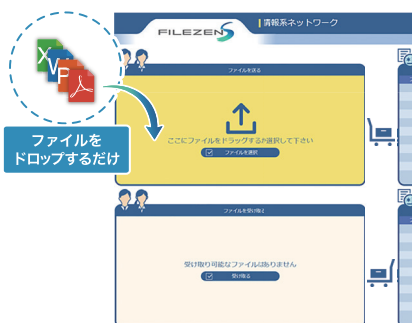 FILEZEN S
情報系ネットワーク
X
W
P
ファイルを
ドロップするだけ
ファイルを送る
ここにファイルをドラッグするか選択して下さい
ファイルを選択
ファイルを受け取る
受け取り可能なファイルはありません
受け取る